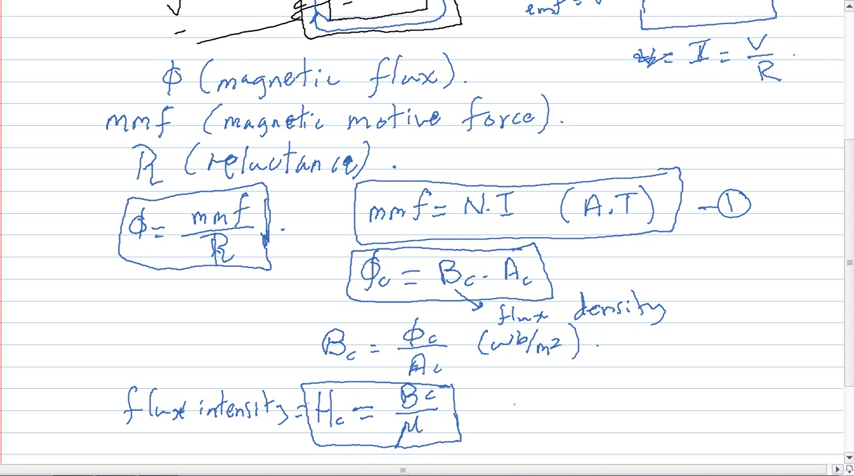 V
=
emf = V
= I = V/R .
ϕ (magnetic flux).
mmf (magnetic motive force).
R (reluctance).
ϕ = mmf/R . mmf = N.I (A.T) - ①
ϕc = Bc . Ac
flux density
Bc = ϕc/Ac (wb/m²).
flux intensity = Hc = Bc/μ